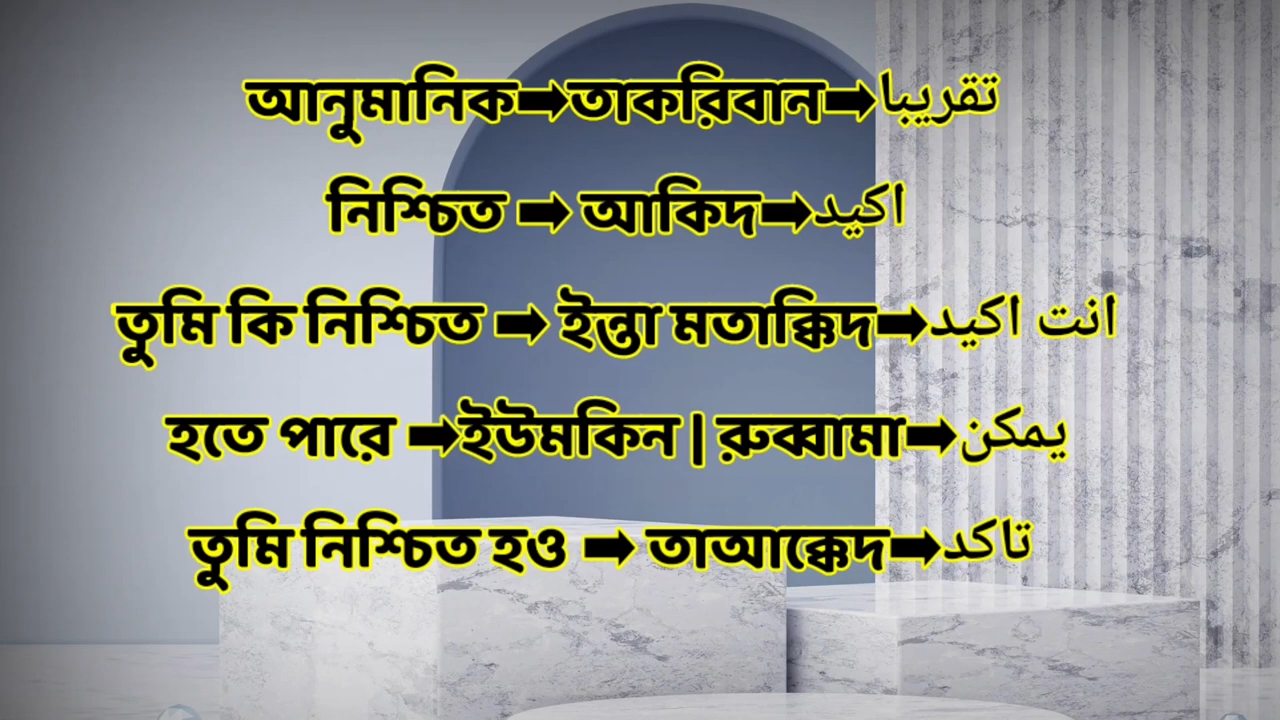 আনুমানিক➡তাকরিবান➡تقريبا
নিশ্চিত ➡ আকিদ➡اكيد
তুমি কি নিশ্চিত ➡ ইন্তা মতাক্কিদ➡انت اكيد
হতে পারে ➡ইউমকিন | রুব্বামা➡يمكن
তুমি নিশ্চিত হও ➡ তাআক্কেদ➡تاكد